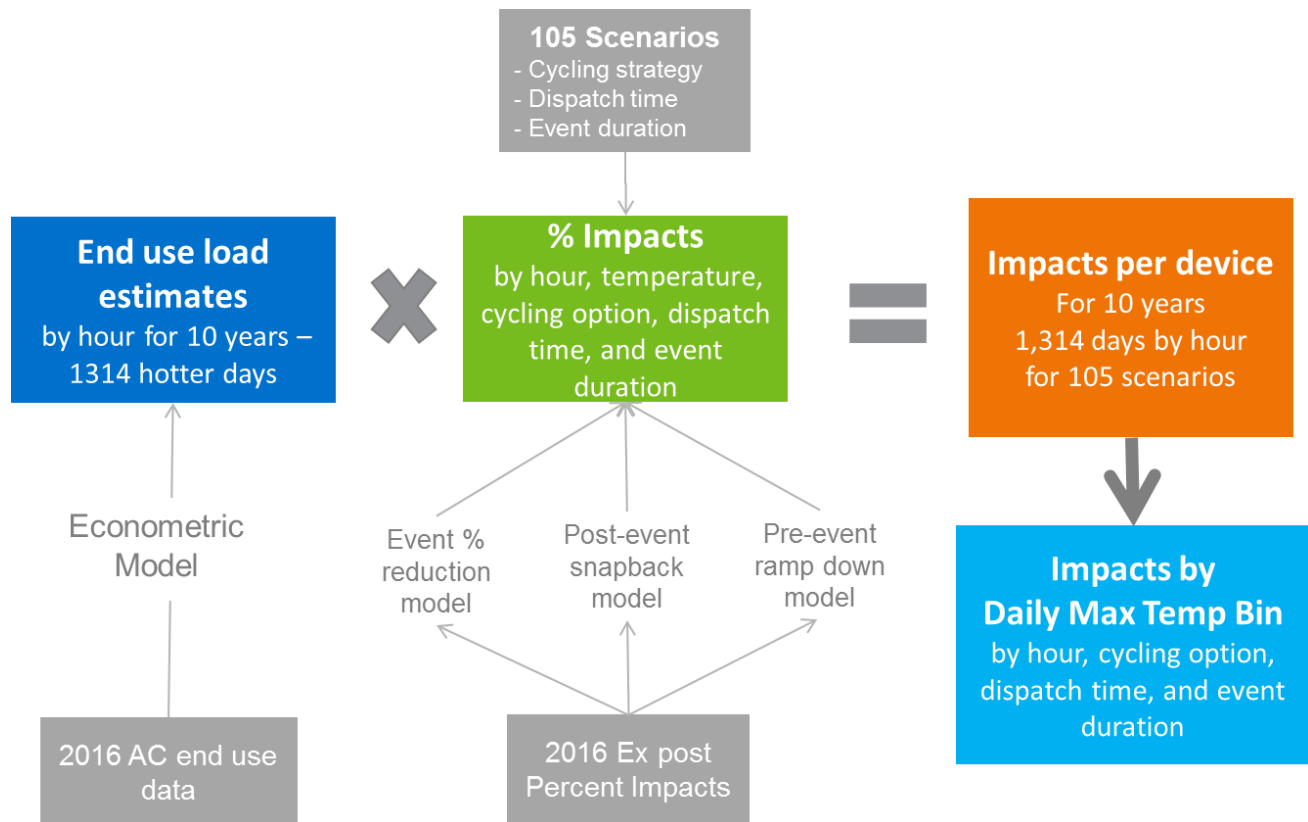 105 Scenarios
- Cycling strategy
- Dispatch time
- Event duration
End use load
estimates
by hour for 10 years –
1314 hotter days
% Impacts
by hour, temperature,
cycling option, dispatch
time, and event
duration
Impacts per device
For 10 years
1,314 days by hour
for 105 scenarios
Econometric
Model
Event %
reduction
model
Post-event
snapback
model
Pre-event
ramp down
model
Impacts by
Daily Max Temp Bin
by hour, cycling option,
dispatch time, and event
duration
2016 AC end use
data
2016 Ex post
Percent Impacts